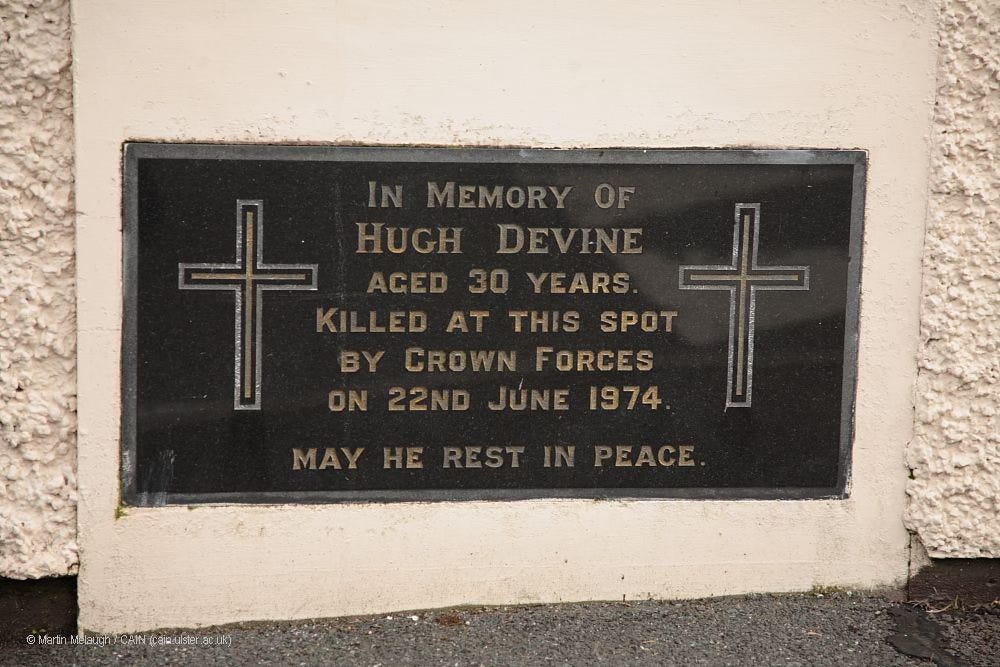 In Memory Of
Hugh Devine
aged 30 years.
Killed at this spot
by Crown Forces
on 22nd June 1974.
may he rest in peace.
© Martin Melaugh / CAIN (cain.ulster.ac.uk)